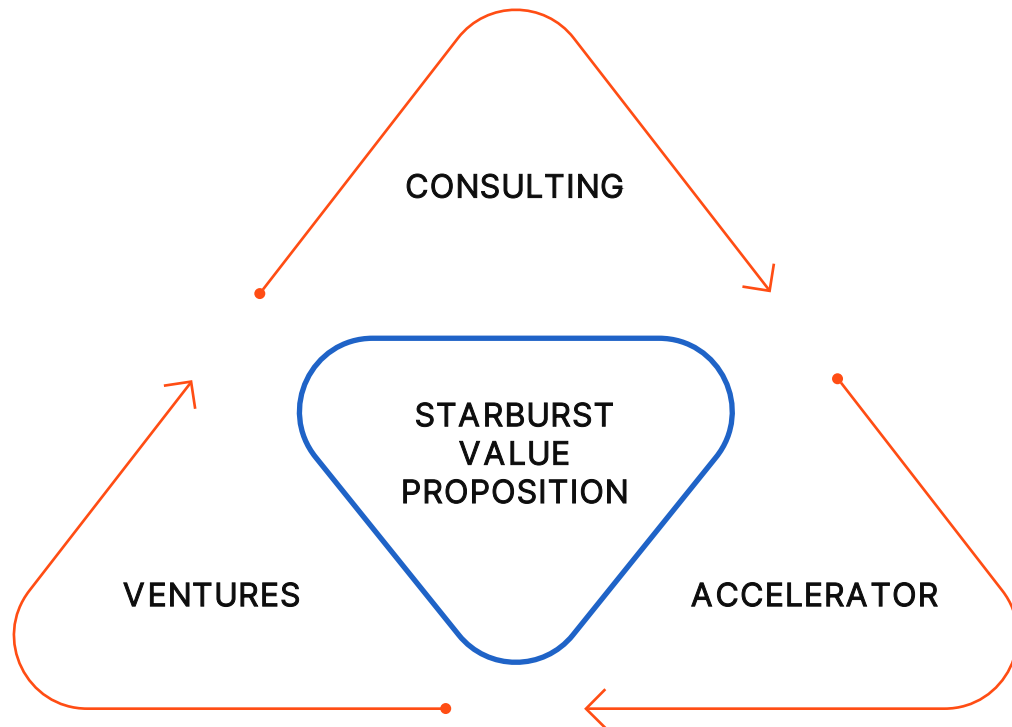 CONSULTING
STARBURST
VALUE
PROPOSITION
VENTURES
ACCELERATOR